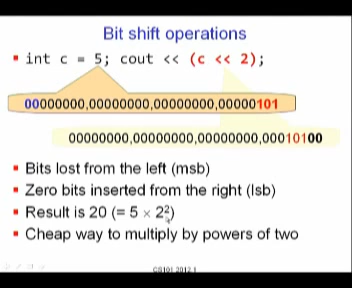 Bit shift operations
int c = 5; cout << (c << 2);
00000000,00000000,00000000,00000101
00000000,00000000,00000000,00010100
Bits lost from the left (msb)
Zero bits inserted from the right (lsb)
Result is 20 (= 5 × 2²)
Cheap way to multiply by powers of two
CS101 2012.1